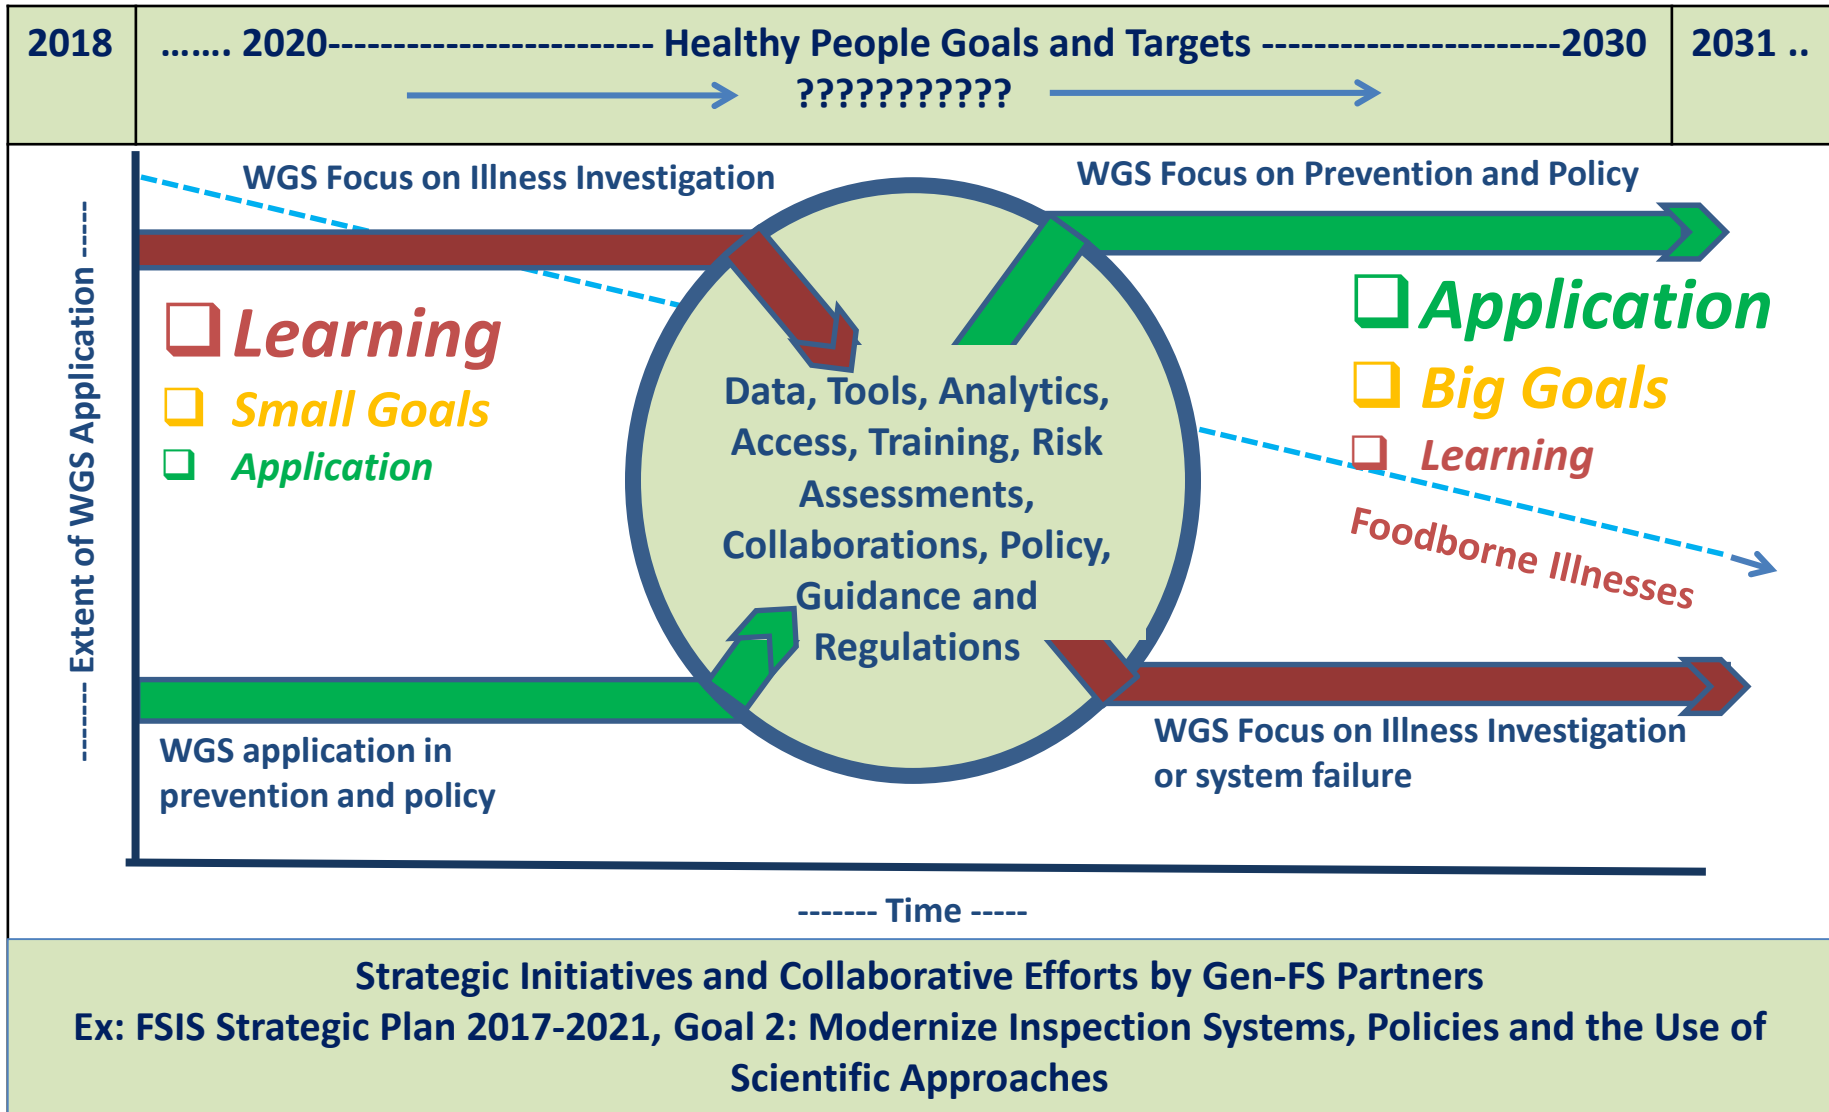 2018
……. 2020------------------------- Healthy People Goals and Targets -----------------------2030
???????????
2031 ..
WGS Focus on Illness Investigation
WGS Focus on Prevention and Policy
------- Extent of WGS Application -----
Learning
Small Goals
Application
Application
Big Goals
Learning
Data, Tools, Analytics,
Access, Training, Risk
Assessments,
Collaborations, Policy,
Guidance and
Regulations
Foodborne Illnesses
WGS application in
prevention and policy
WGS Focus on Illness Investigation
or system failure
------- Time -----
Strategic Initiatives and Collaborative Efforts by Gen-FS Partners
Ex: FSIS Strategic Plan 2017-2021, Goal 2: Modernize Inspection Systems, Policies and the Use of
Scientific Approaches